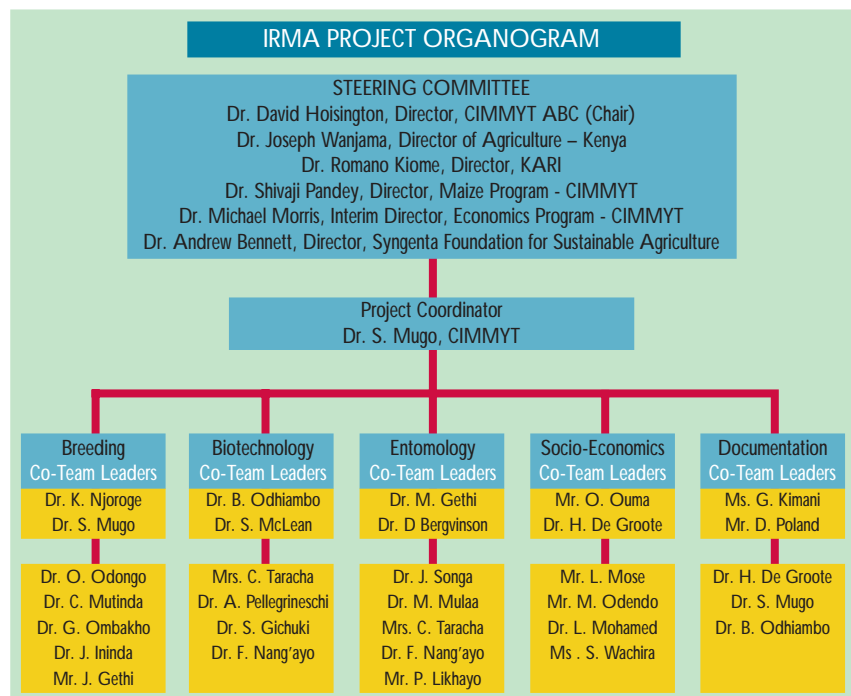 IRMA PROJECT ORGANOGRAM
STEERING COMMITTEE
Dr. David Hoisington, Director, CIMMYT ABC (Chair)
Dr. Joseph Wanjama, Director of Agriculture – Kenya
Dr. Romano Kiome, Director, KARI
Dr. Shivaji Pandey, Director, Maize Program - CIMMYT
Dr. Michael Morris, Interim Director, Economics Program - CIMMYT
Dr. Andrew Bennett, Director, Syngenta Foundation for Sustainable Agriculture
Project Coordinator
Dr. S. Mugo, CIMMYT
Breeding
Co-Team Leaders
Dr. K. Njoroge
Dr. S. Mugo
Dr. O. Odongo
Dr. C. Mutinda
Dr. G. Ombakho
Dr. J. Ininda
Mr. J. Gethi
Biotechnology
Co-Team Leaders
Dr. B. Odhiambo
Dr. S. McLean
Mrs. C. Taracha
Dr. A. Pellegrineschi
Dr. S. Gichuki
Dr. F. Nang'ayo
Entomology
Co-Team Leaders
Dr. M. Gethi
Dr. D Bergvinson
Dr. J. Songa
Dr. M. Mulaa
Mrs. C. Taracha
Dr. F. Nang'ayo
Mr. P. Likhayo
Socio-Economics
Co-Team Leaders
Mr. O. Ouma
Dr. H. De Groote
Mr. L. Mose
Mr. M. Odendo
Dr. L. Mohamed
Ms . S. Wachira
Documentation
Co-Team Leaders
Ms. G. Kimani
Mr. D. Poland
Dr. H. De Groote
Dr. S. Mugo
Dr. B. Odhiambo